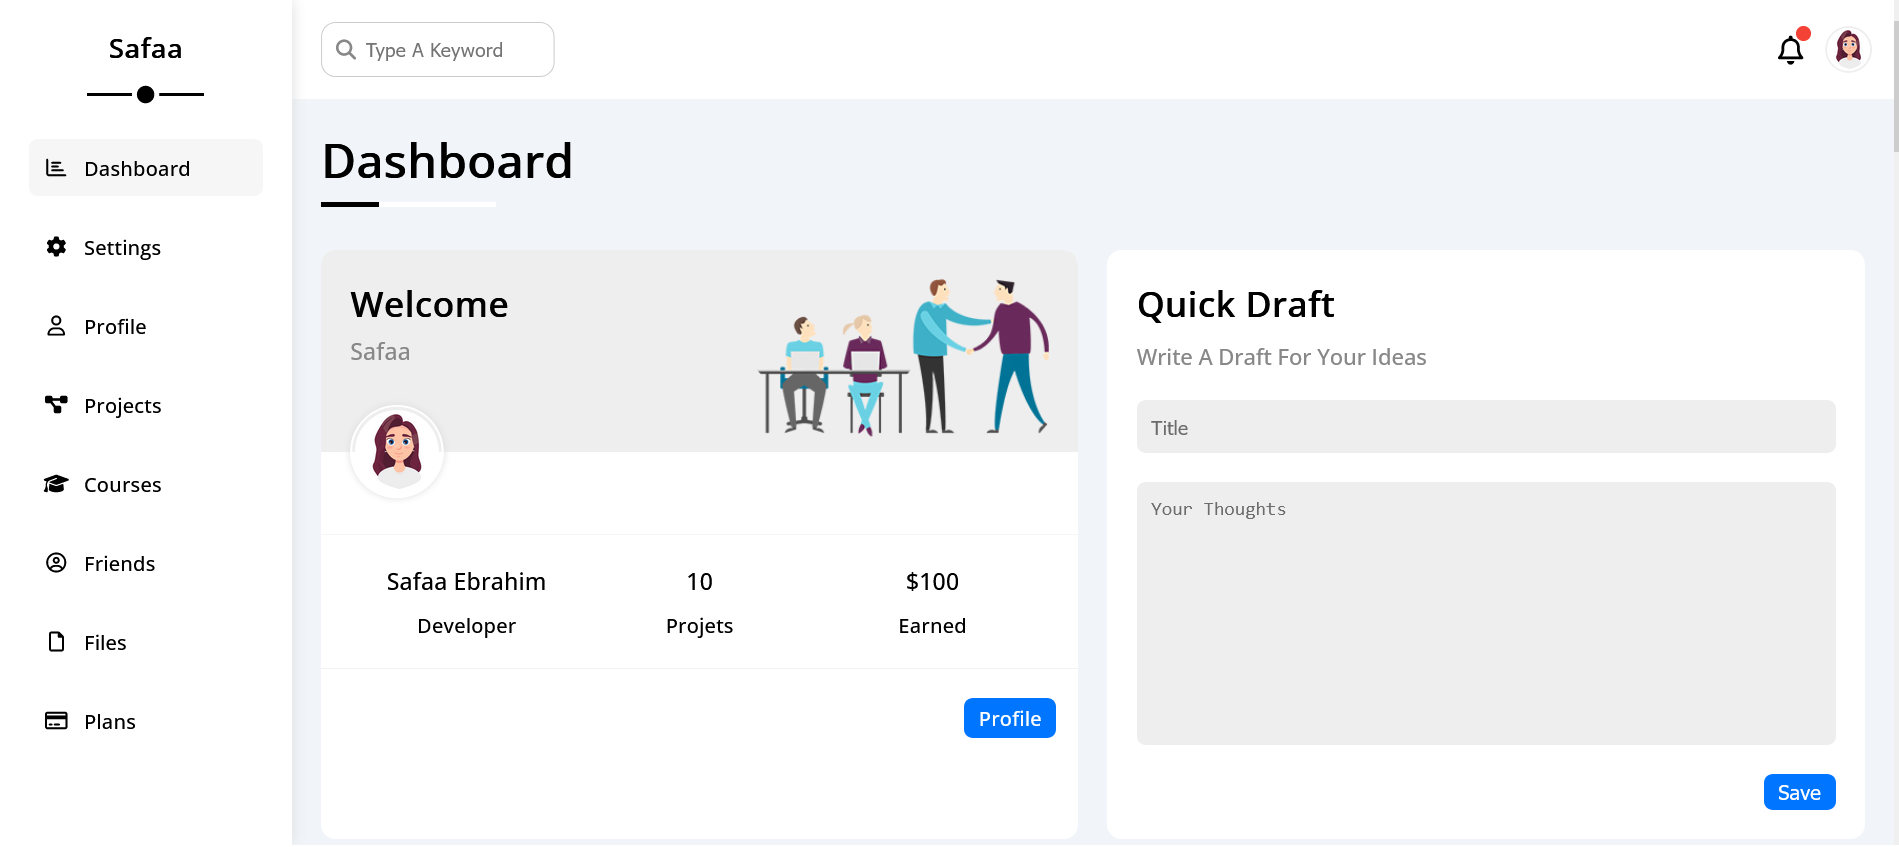 Safaa
Dashboard
Settings
Profile
Projects
Courses
Friends
Files
Plans
Type A Keyword
Dashboard
Welcome
Safaa
Safaa Ebrahim
Developer
10
Projets
$100
Earned
Profile
Quick Draft
Write A Draft For Your Ideas
Title
Your Thoughts
Save